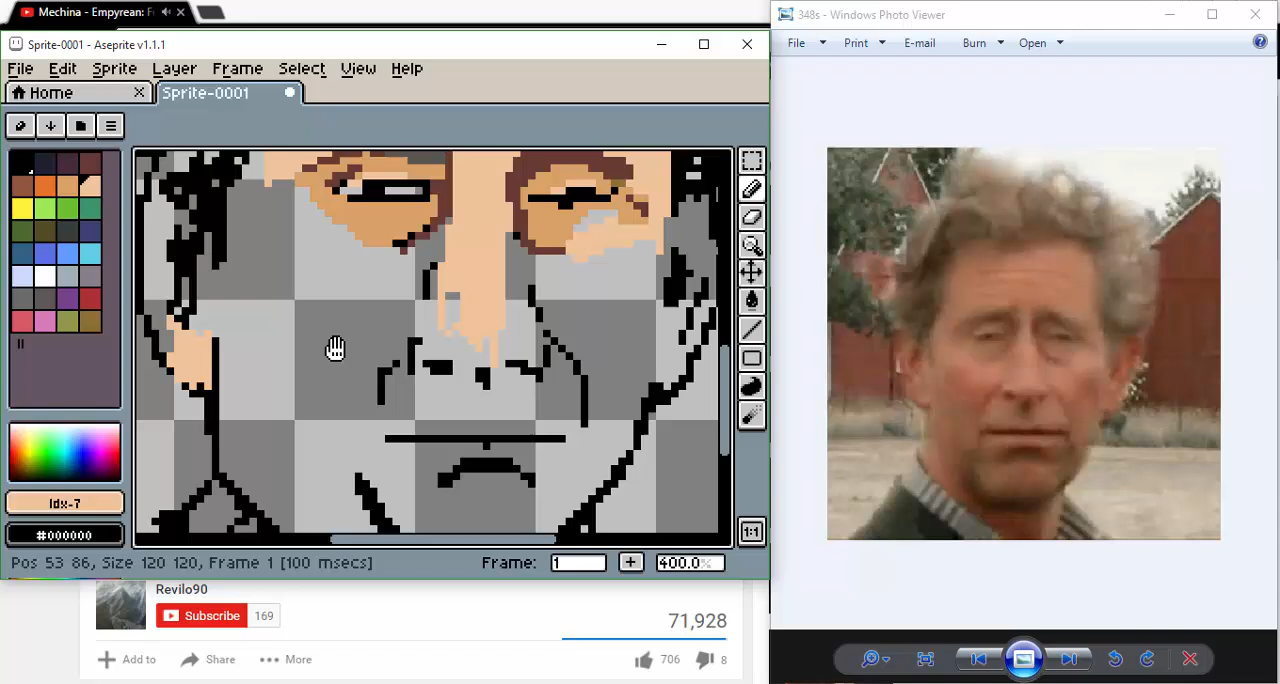 Mechina - Empyrean: F
348s - Windows Photo Viewer
Sprite-0001 - Aseprite v1.1.1
File Print E-mail Burn Open
File Edit Sprite Layer Frame Select View Help
Home Sprite-0001
Idx-7
#000000
1:1
Pos 53 86, Size 120 120, Frame 1 [100 msecs] Frame: 1 400.0%
Revilo90
Subscribe 169
71,928
Add to Share More 706 8